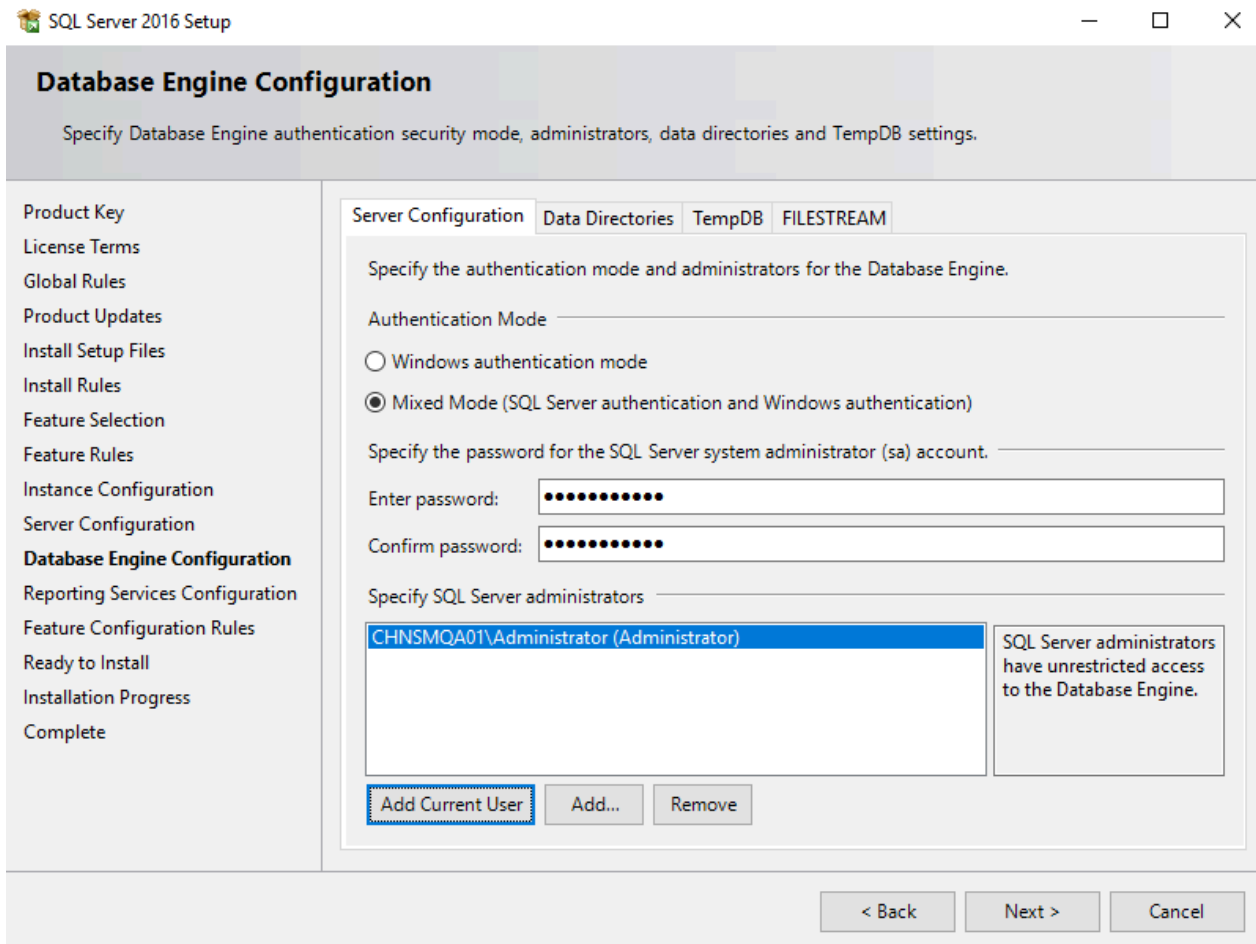 SQL Server 2016 Setup
Database Engine Configuration
Specify Database Engine authentication security mode, administrators, data directories and TempDB settings.
Product Key
License Terms
Global Rules
Product Updates
Install Setup Files
Install Rules
Feature Selection
Feature Rules
Instance Configuration
Server Configuration
Database Engine Configuration
Reporting Services Configuration
Feature Configuration Rules
Ready to Install
Installation Progress
Complete
Server Configuration Data Directories TempDB FILESTREAM
Specify the authentication mode and administrators for the Database Engine.
Authentication Mode
Windows authentication mode
Mixed Mode (SQL Server authentication and Windows authentication)
Specify the password for the SQL Server system administrator (sa) account.
Enter password: ●●●●●●●●●●●
Confirm password: ●●●●●●●●●●●
Specify SQL Server administrators
CHNSMQA01\Administrator (Administrator)
SQL Server administrators
have unrestricted access
to the Database Engine.
Add Current User Add... Remove
< Back Next > Cancel